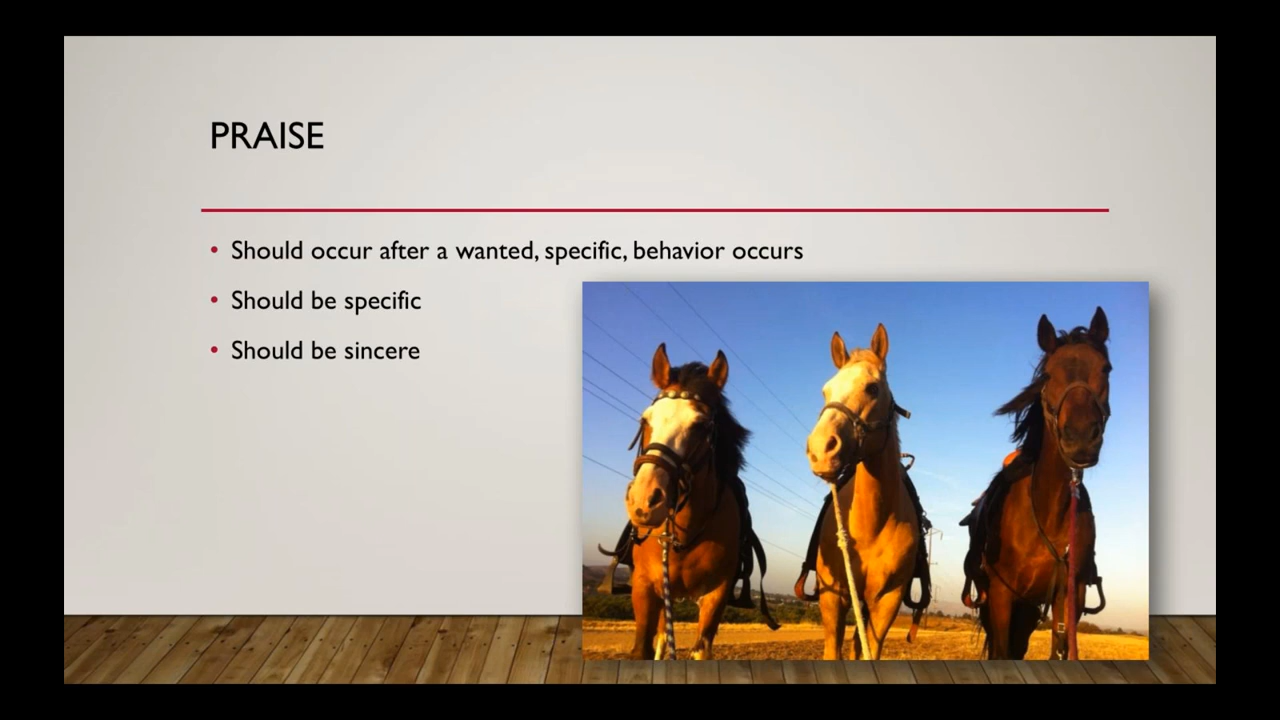 PRAISE
• Should occur after a wanted, specific, behavior occurs
• Should be specific
• Should be sincere